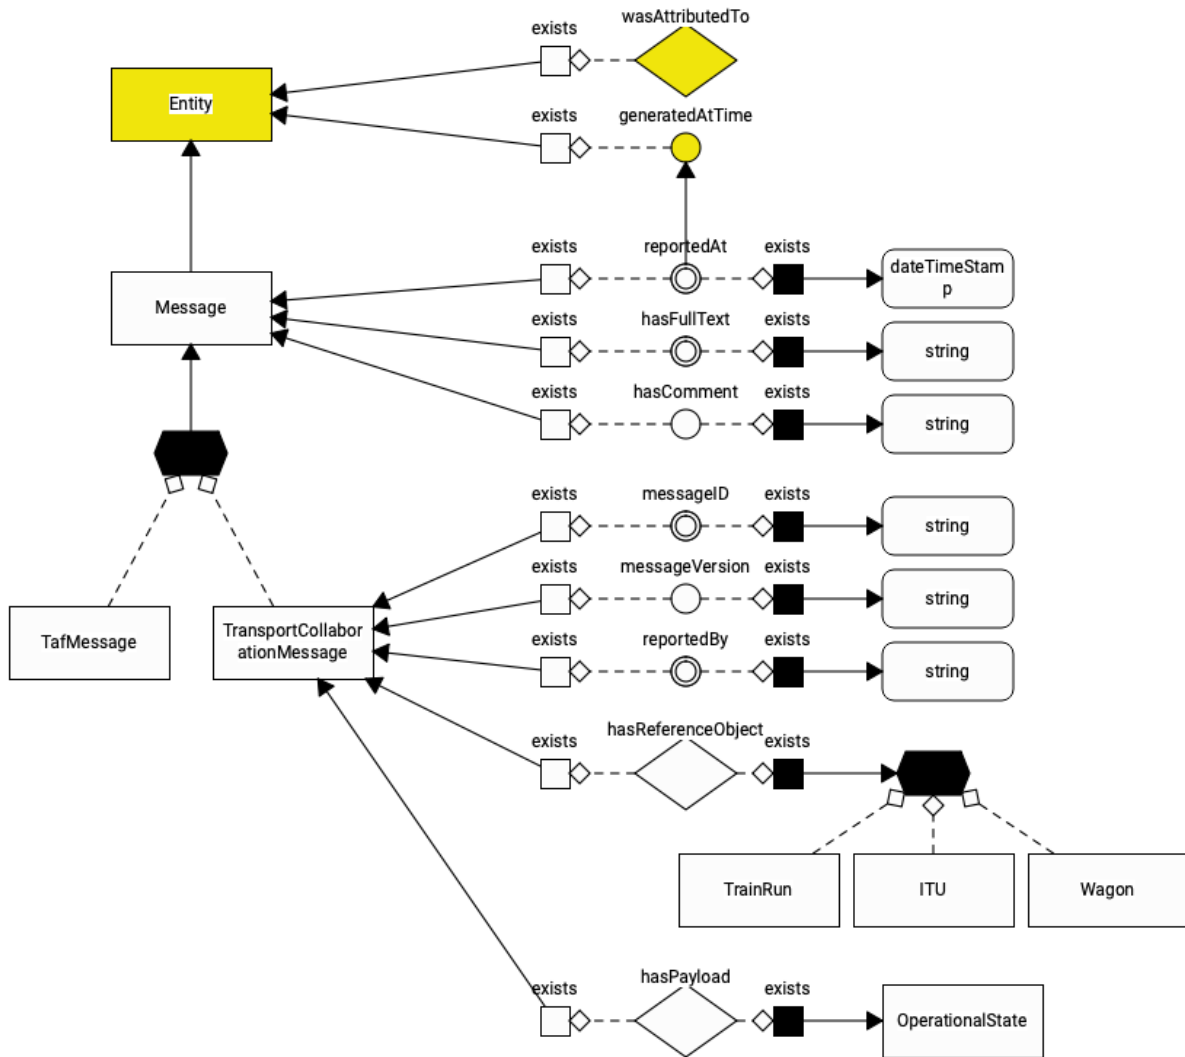 wasAttributedTo
exists
Entity
generatedAtTime
exists
exists
reportedAt
exists
dateTimeStam
p
Message
hasFullText
exists
exists
string
exists
hasComment
exists
string
exists
messageID
exists
string
exists
messageVersion
exists
string
TafMessage
TransportCollabor
ationMessage
exists
reportedBy
exists
string
exists
hasReferenceObject
exists
TrainRun
ITU
Wagon
exists
hasPayload
exists
OperationalState